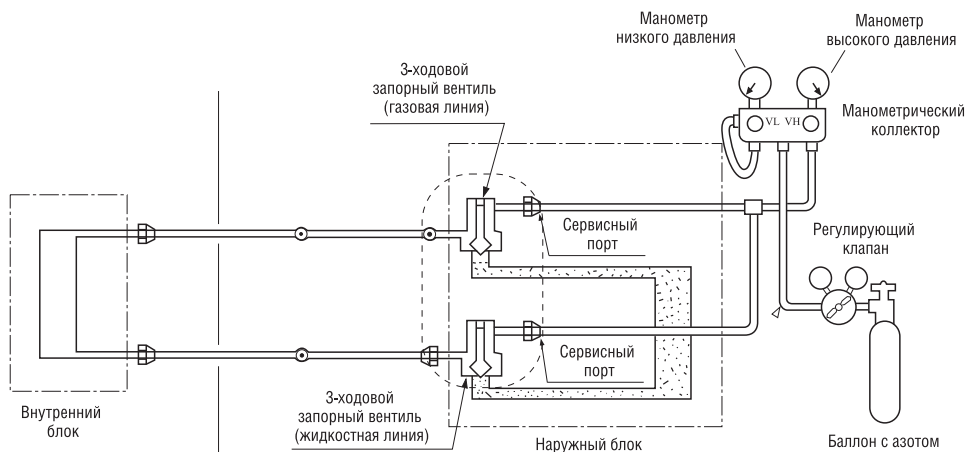 Манометр
низкого давления
Манометр
высокого давления
3-ходовой
запорный вентиль
(газовая линия)
VL VH
Манометрический
коллектор
Сервисный
порт
Регулирующий
клапан
Сервисный
порт
Внутренний
блок
3-ходовой
запорный вентиль
(жидкостная линия)
Наружный блок
Баллон с азотом